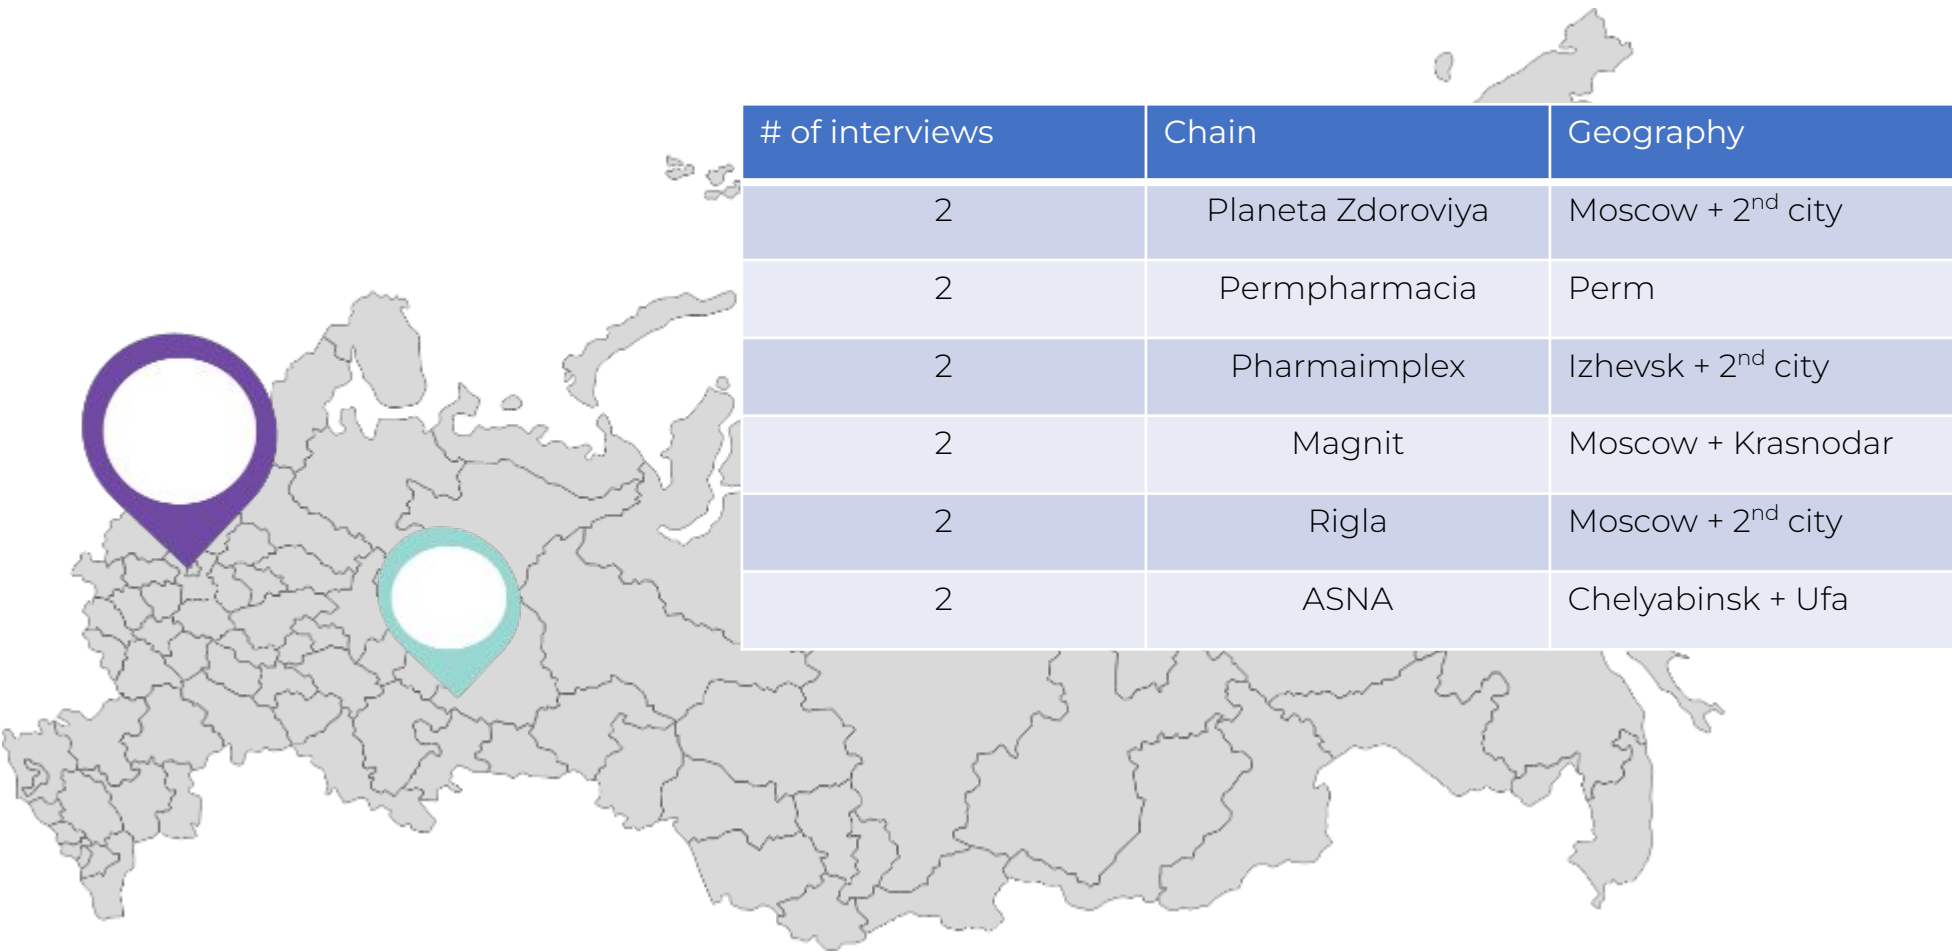 # of interviews Chain Geography
2 Planeta Zdoroviya Moscow + 2nd city
2 Permpharmacia Perm
2 Pharmaimplex Izhevsk + 2nd city
2 Magnit Moscow + Krasnodar
2 Rigla Moscow + 2nd city
2 ASNA Chelyabinsk + Ufa